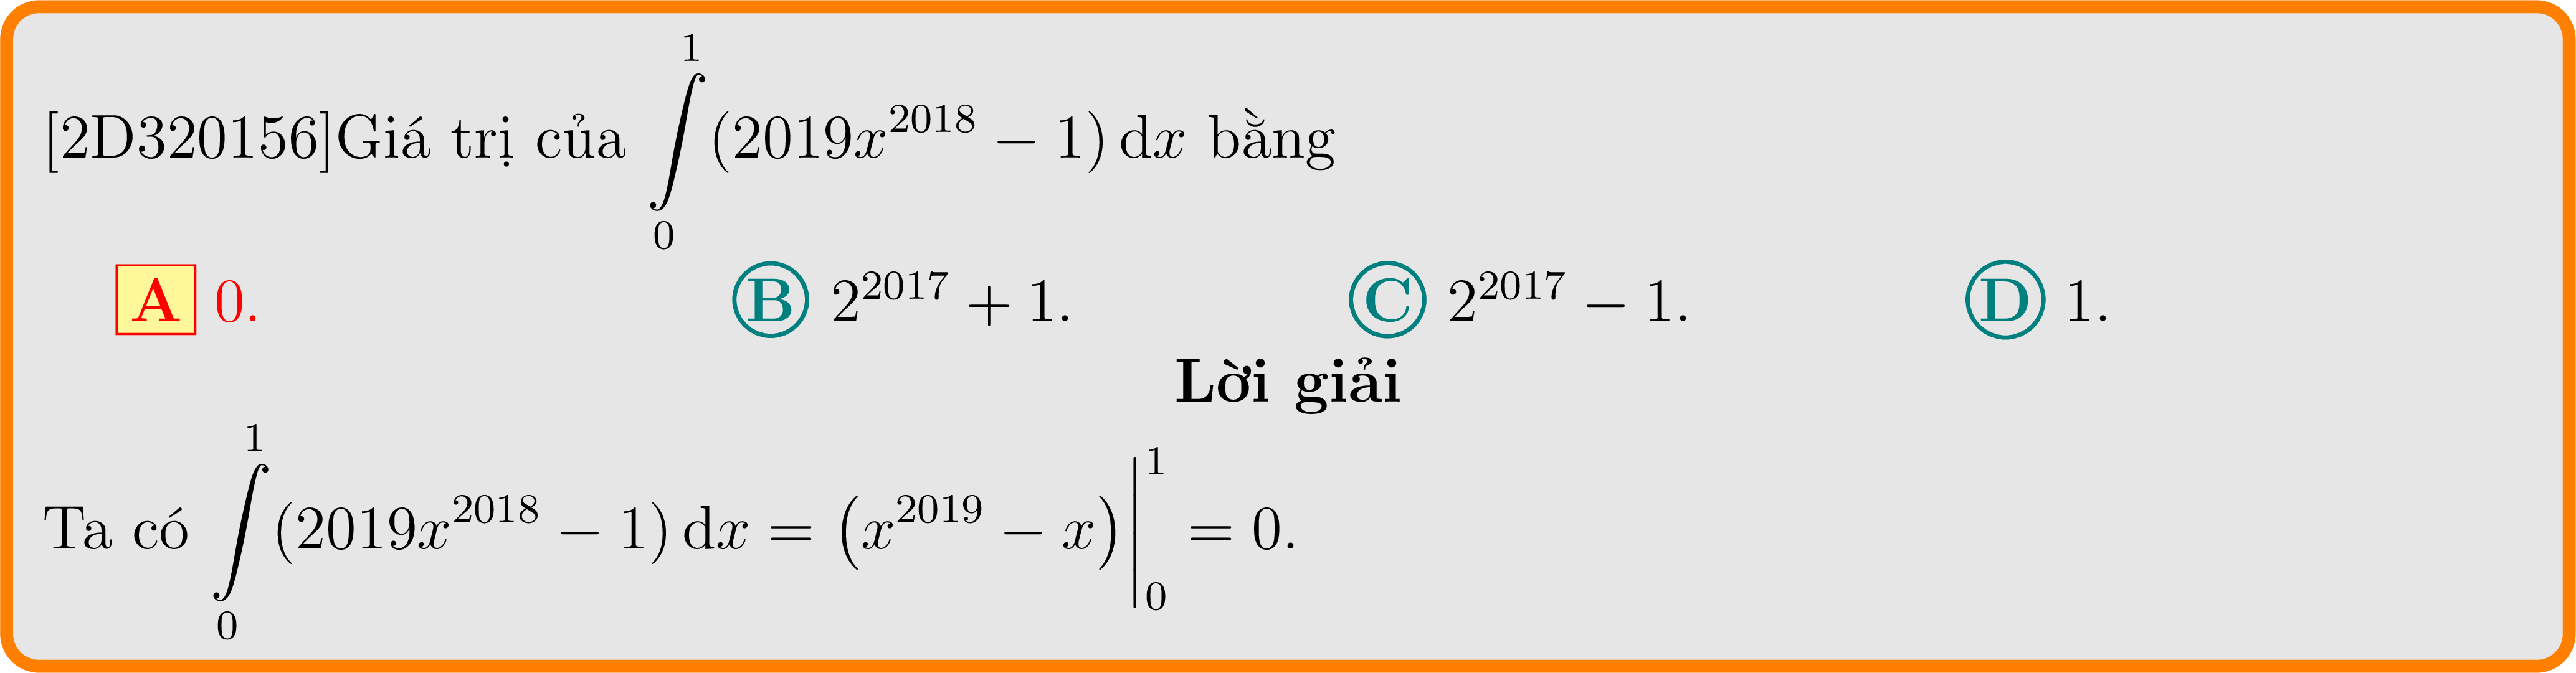 [2D320156]Giá trị của $\int\limits_0^1 (2019x^{2018} - 1)\,\mathrm{d}x$ bằng
A 0. B $2^{2017} + 1$. C $2^{2017} - 1$. D 1.
Lời giải
Ta có $\int\limits_0^1 (2019x^{2018} - 1)\,\mathrm{d}x = \left(x^{2019} - x\right)\Big|_0^1 = 0$.